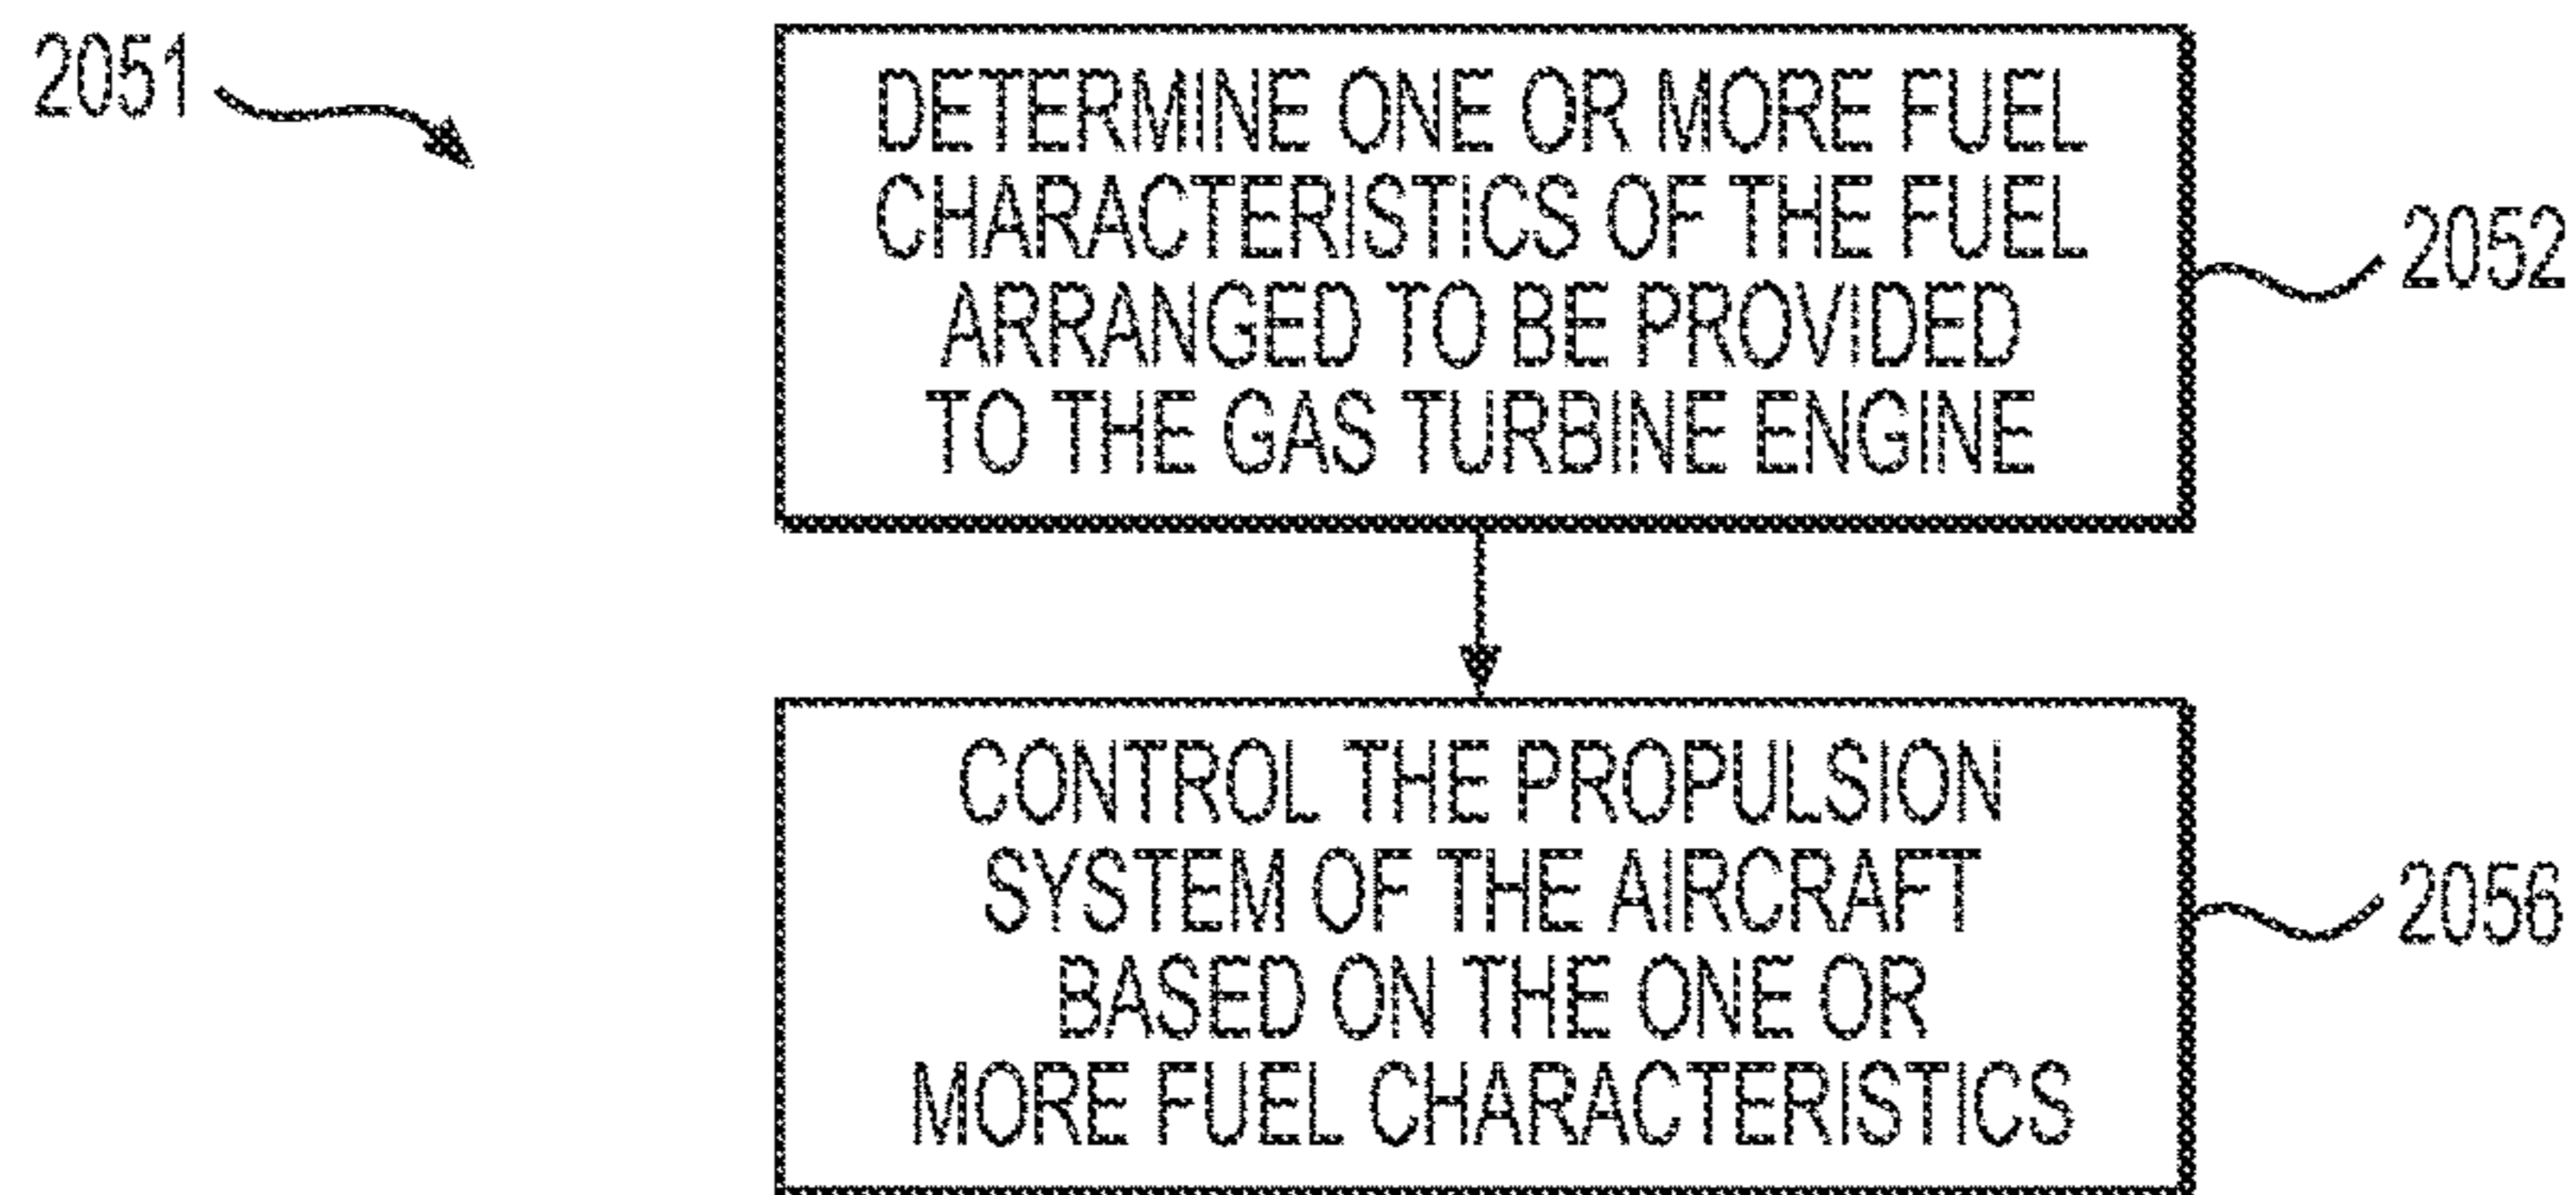 2051
DETERMINE ONE OR MORE FUEL
CHARACTERISTICS OF THE FUEL
ARRANGED TO BE PROVIDED
TO THE GAS TURBINE ENGINE
2052
CONTROL THE PROPULSION
SYSTEM OF THE AIRCRAFT
BASED ON THE ONE OR
MORE FUEL CHARACTERISTICS
2056